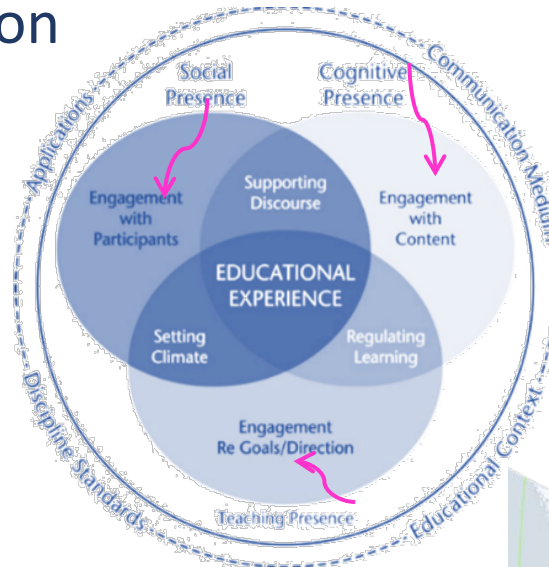 on
Social
Presence
Cognitive
Presence
Applications
Communication Medium
Engagement
with
Participants
Supporting
Discourse
Engagement
with
Content
EDUCATIONAL
EXPERIENCE
Setting
Climate
Regulating
Learning
Engagement
Re Goals/Direction
Teaching Presence
Discipline Standards
Educational Context